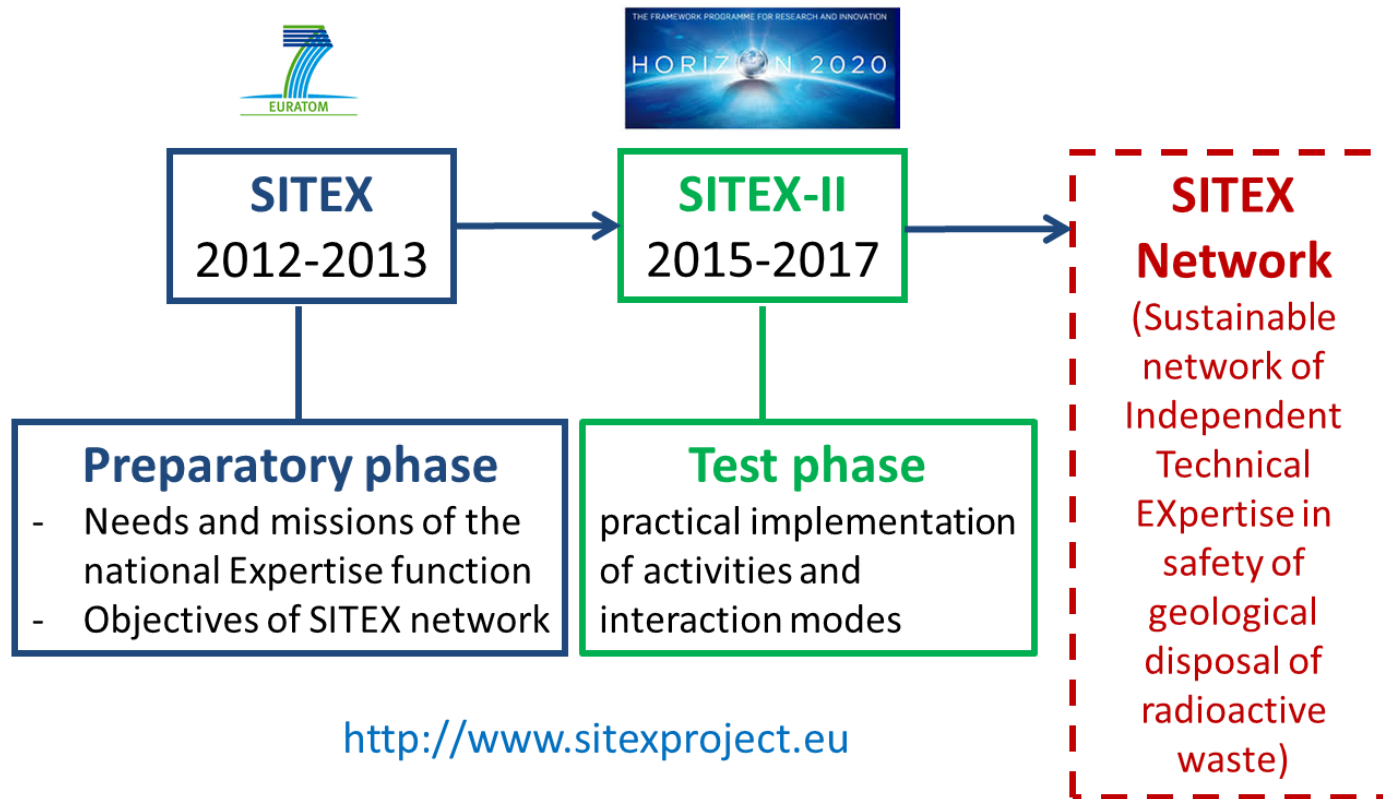 EURATOM
THE FRAMEWORK PROGRAMME FOR RESEARCH AND INNOVATION
HORIZON 2020
SITEX
2012-2013
SITEX-II
2015-2017
SITEX
Network
(Sustainable
network of
Independent
Technical
EXpertise in
safety of
geological
disposal of
radioactive
waste)
Preparatory phase
- Needs and missions of the
national Expertise function
- Objectives of SITEX network
Test phase
practical implementation
of activities and
interaction modes
http://www.sitexproject.eu